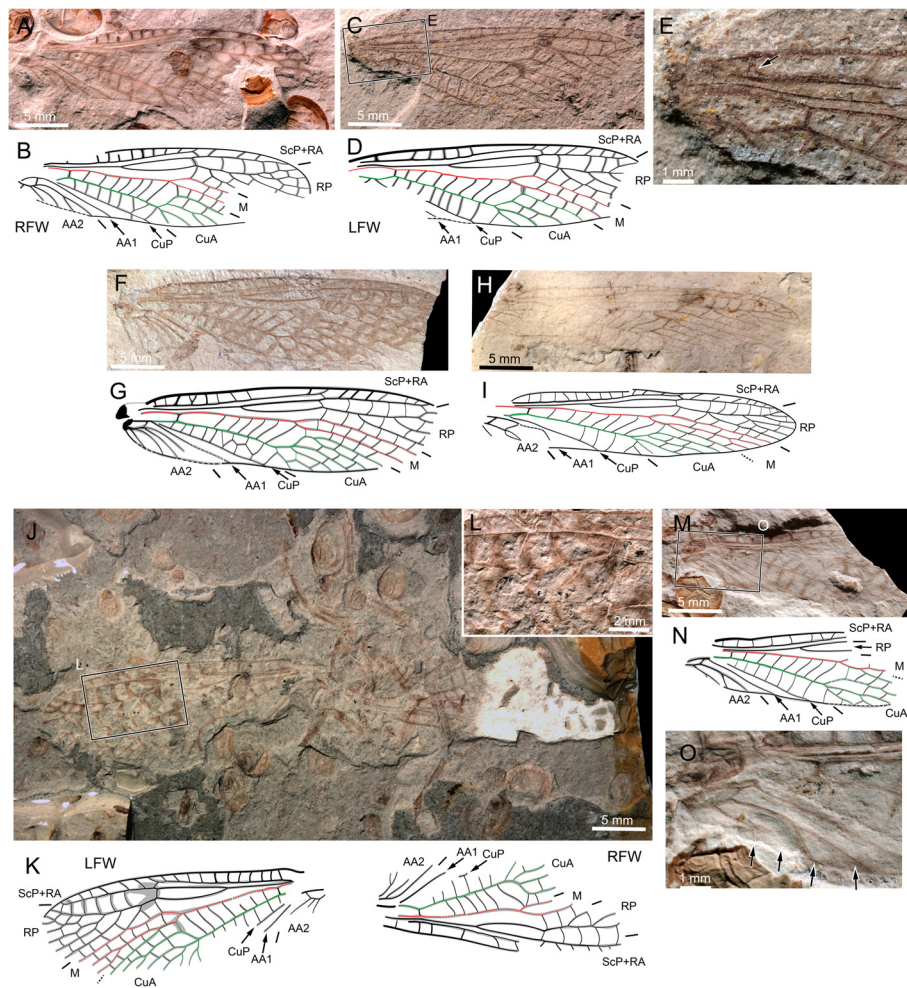 A
5 mm
C
E
5 mm
E
1 mm
B
ScP+RA
RP
M
CuA
CuP
AA1
AA2
RFW
D
ScP+RA
RP
M
CuA
CuP
AA1
LFW
F
5 mm
H
5 mm
G
ScP+RA
RP
M
CuA
CuP
AA1
AA2
I
ScP+RA
RP
M
CuA
CuP
AA1
AA2
J
L
5 mm
L
2 mm
M
O
5 mm
N
ScP+RA
RP
M
CuA
CuP
AA1
AA2
O
1 mm
K
LFW
ScP+RA
RP
M
CuA
CuP
AA1
AA2
AA2
AA1
CuP
CuA
RFW
M
RP
ScP+RA